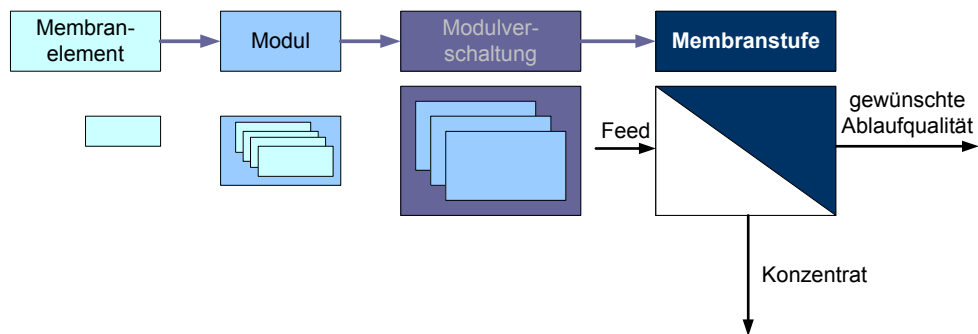 Membran-
element
Modul
Modulver-
schaltung
Membranstufe
Feed
gewünschte
Ablaufqualität
Konzentrat